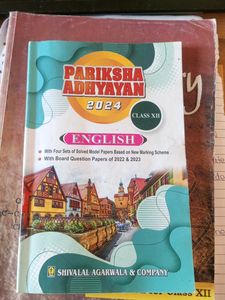 PARIKSHA
ADHYAYAN
2024
CLASS XII
ENGLISH
• With Four Sets of Solved Model Papers Based on New Marking Scheme
• With Board Question Papers of 2022 & 2023
SHIVALAL AGARWALA & COMPANY
for Class XII